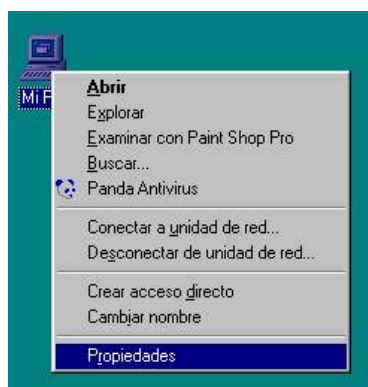 Mi P
Abrir
Explorar
Examinar con Paint Shop Pro
Buscar...
Panda Antivirus
Conectar a unidad de red...
Desconectar de unidad de red...
Crear acceso directo
Cambiar nombre
Propiedades